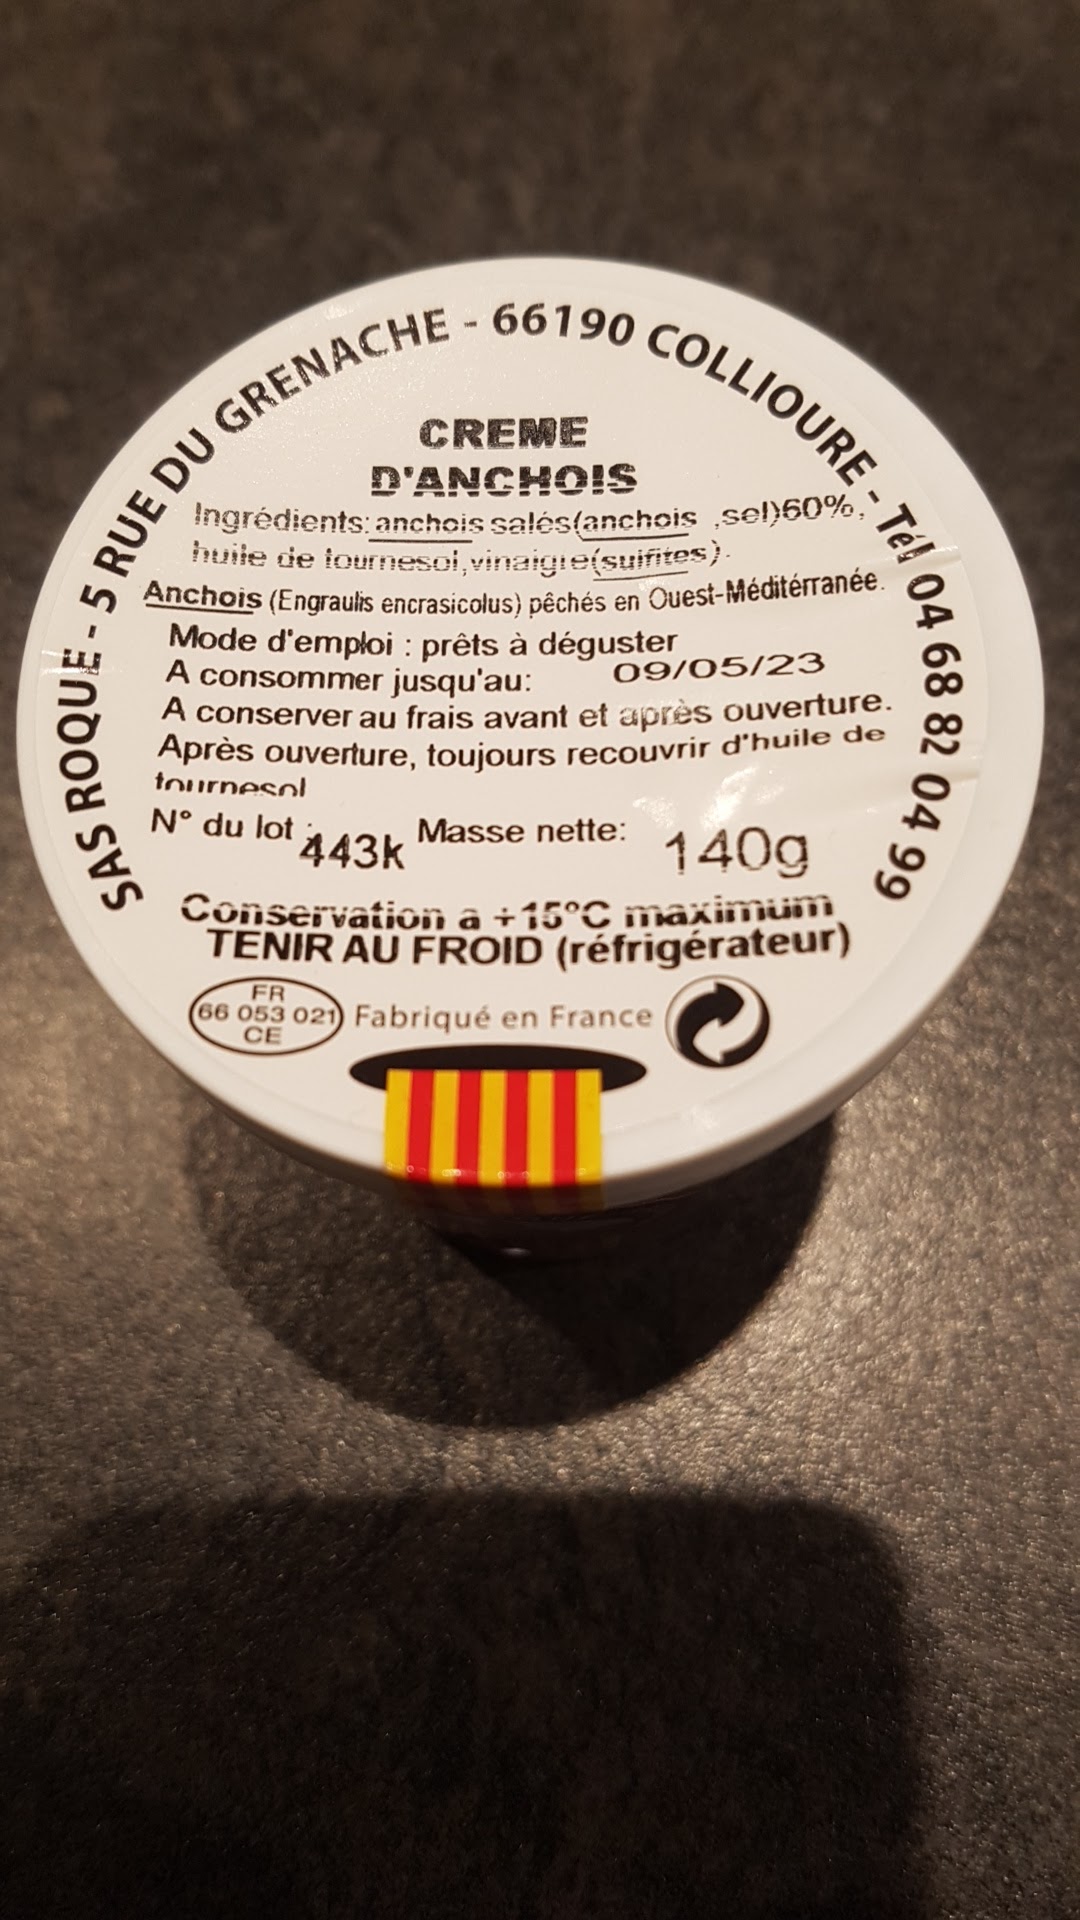 SAS ROQUE - 5 RUE DU GRENACHE - 66190 COLLIOURE - Tél 04 68 82 04 99
CREME
D'ANCHOIS
Ingrédients: anchois salés(anchois ,sel)60%,
huile de tournesol,vinaigre(sulfites).
Anchois (Engraulis encrasicolus) pêchés en Ouest-Méditérranée.
Mode d'emploi : prêts à déguster
A consommer jusqu'au: 09/05/23
A conserver au frais avant et après ouverture.
Après ouverture, toujours recouvrir d'huile de
tournesol
N° du lot : 443k Masse nette: 140g
Conservation a +15°C maximum
TENIR AU FROID (réfrigérateur)
FR
66 053 021
CE
Fabriqué en France